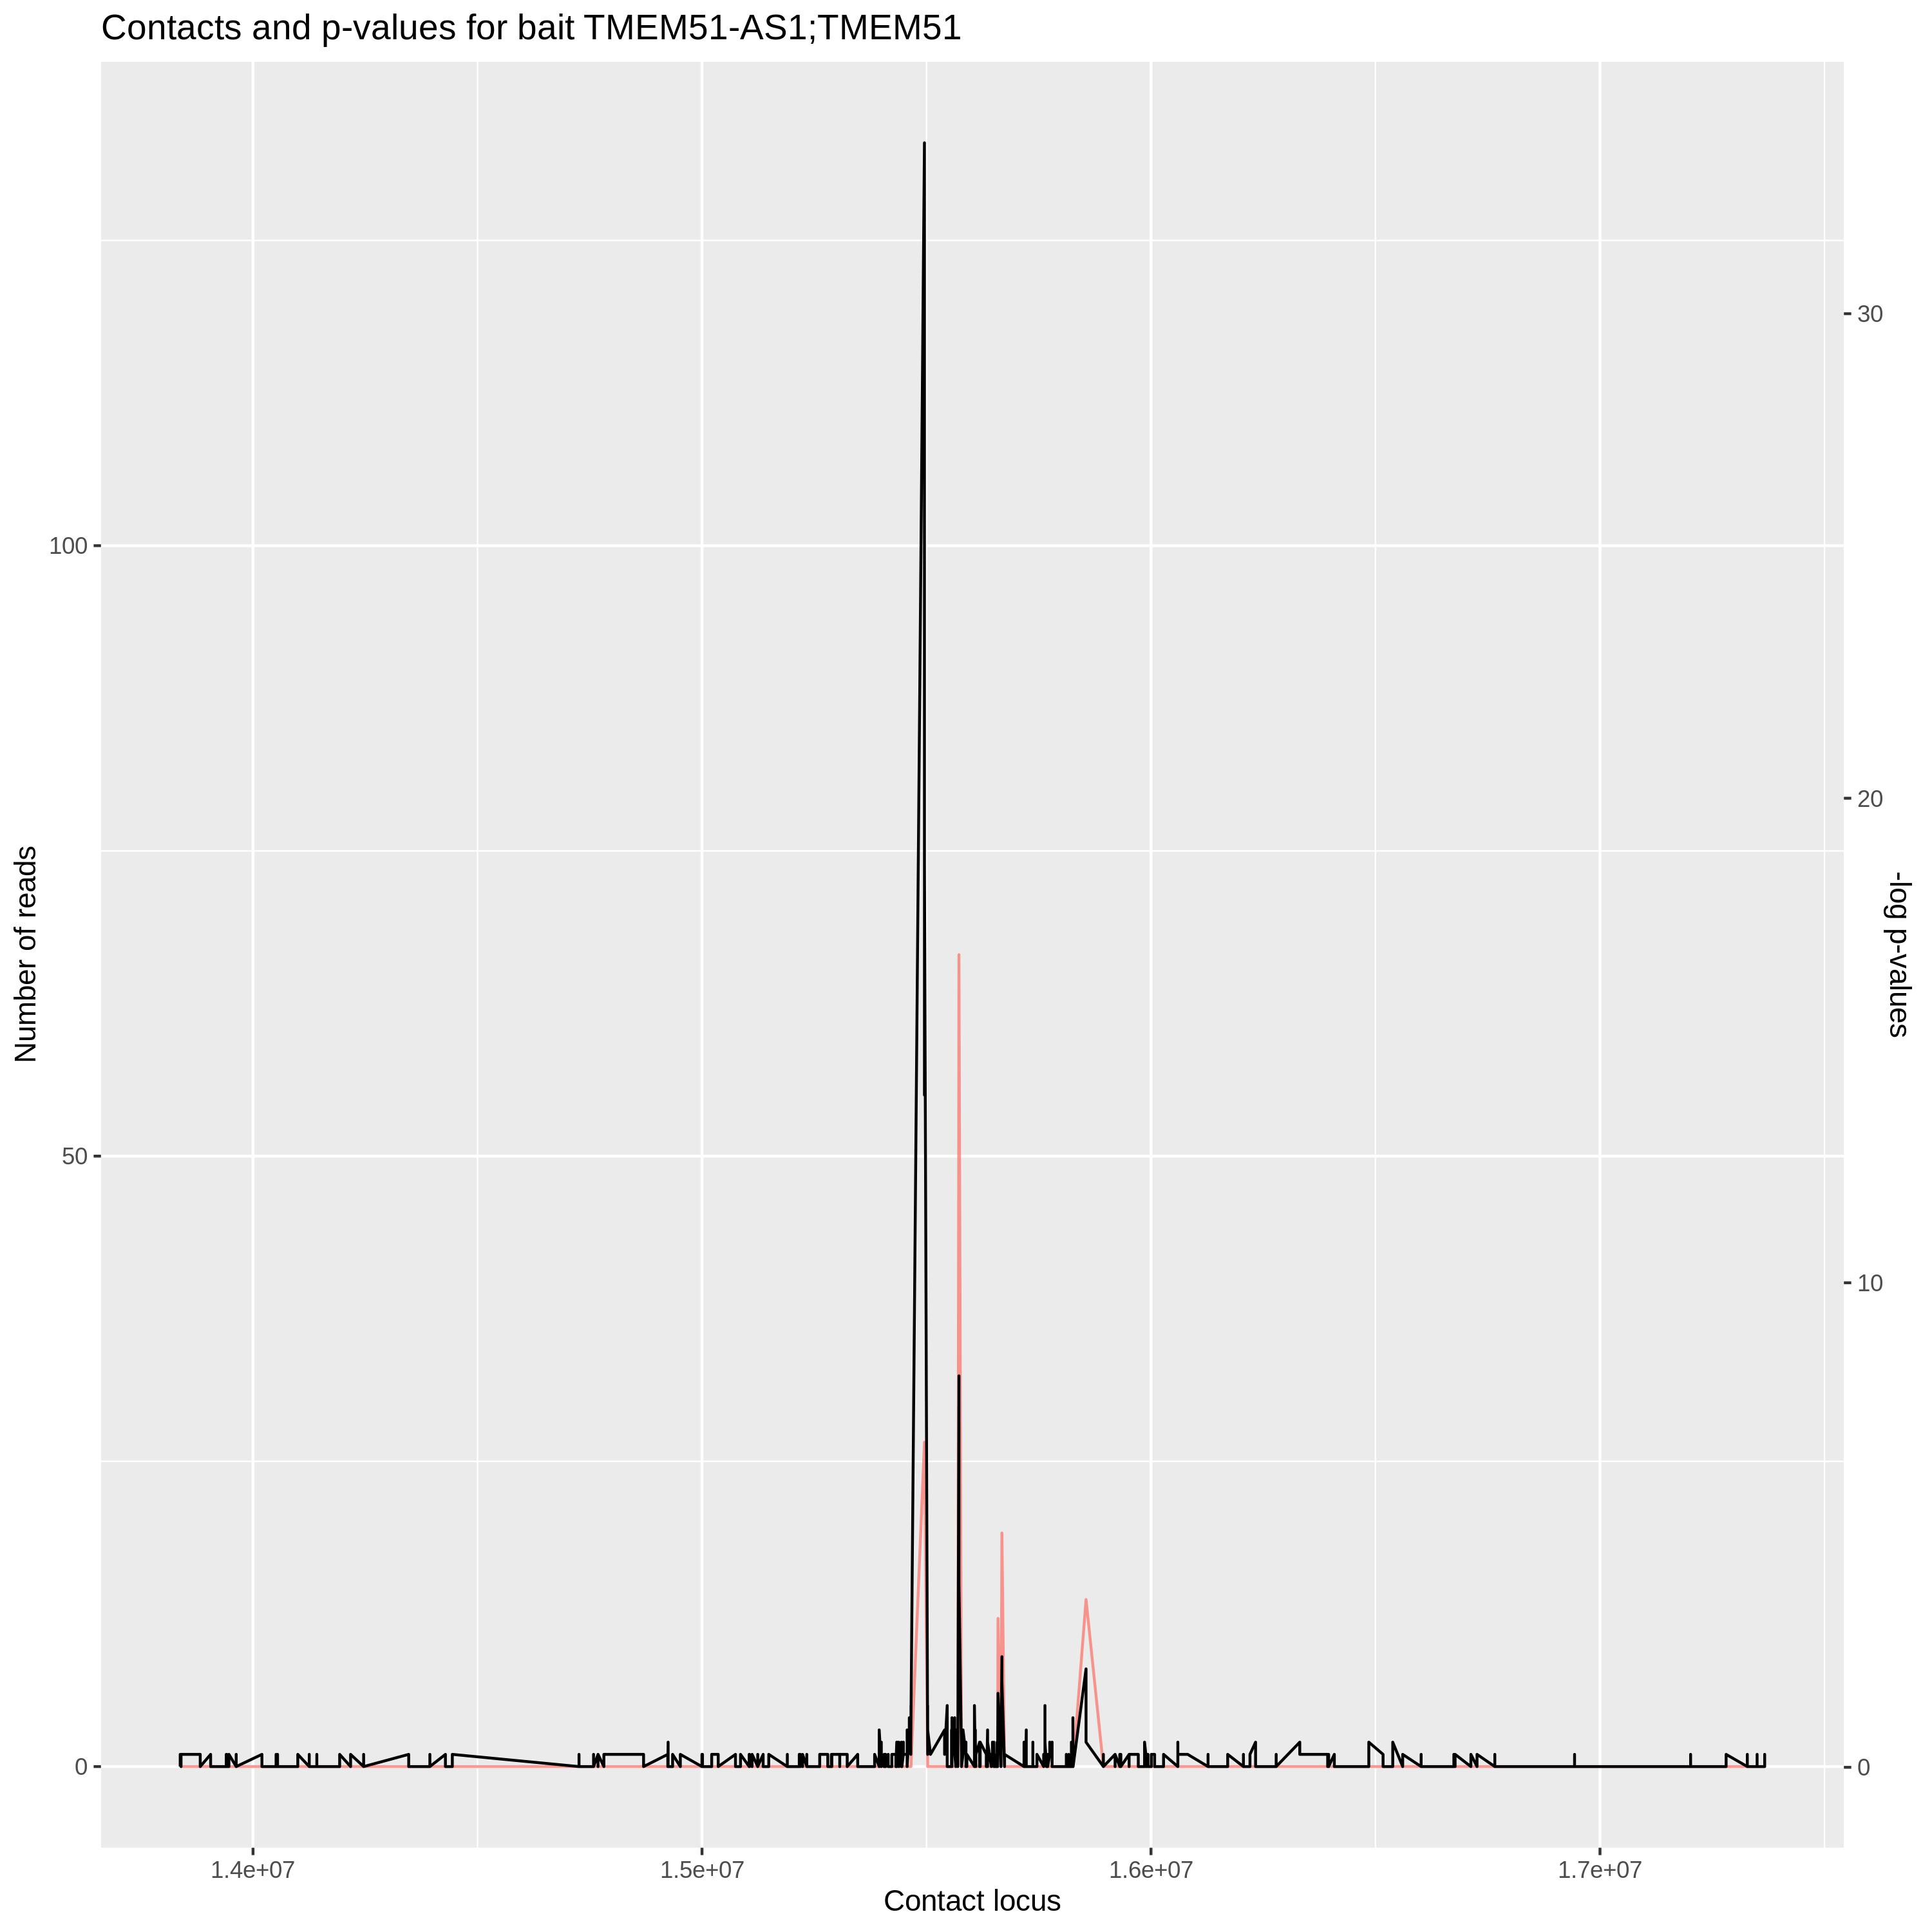 Contacts and p-values for bait TMEM51-AS1;TMEM51
Number of reads
100
50
0
30
20
10
0
-log p-values
1.4e+07 1.5e+07 1.6e+07 1.7e+07
Contact locus